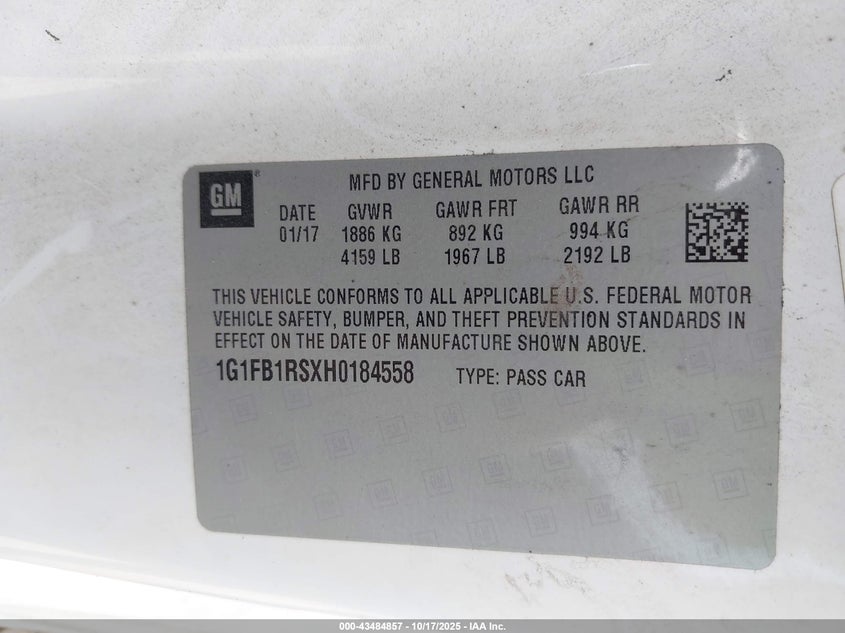 GM ®
MFD BY GENERAL MOTORS LLC
DATE GVWR GAWR FRT GAWR RR
01/17 1886 KG 892 KG 994 KG
4159 LB 1967 LB 2192 LB
THIS VEHICLE CONFORMS TO ALL APPLICABLE U.S. FEDERAL MOTOR
VEHICLE SAFETY, BUMPER, AND THEFT PREVENTION STANDARDS IN
EFFECT ON THE DATE OF MANUFACTURE SHOWN ABOVE.
1G1FB1RSXH0184558 TYPE: PASS CAR
000-43484857 - 10/17/2025 - IAA Inc.